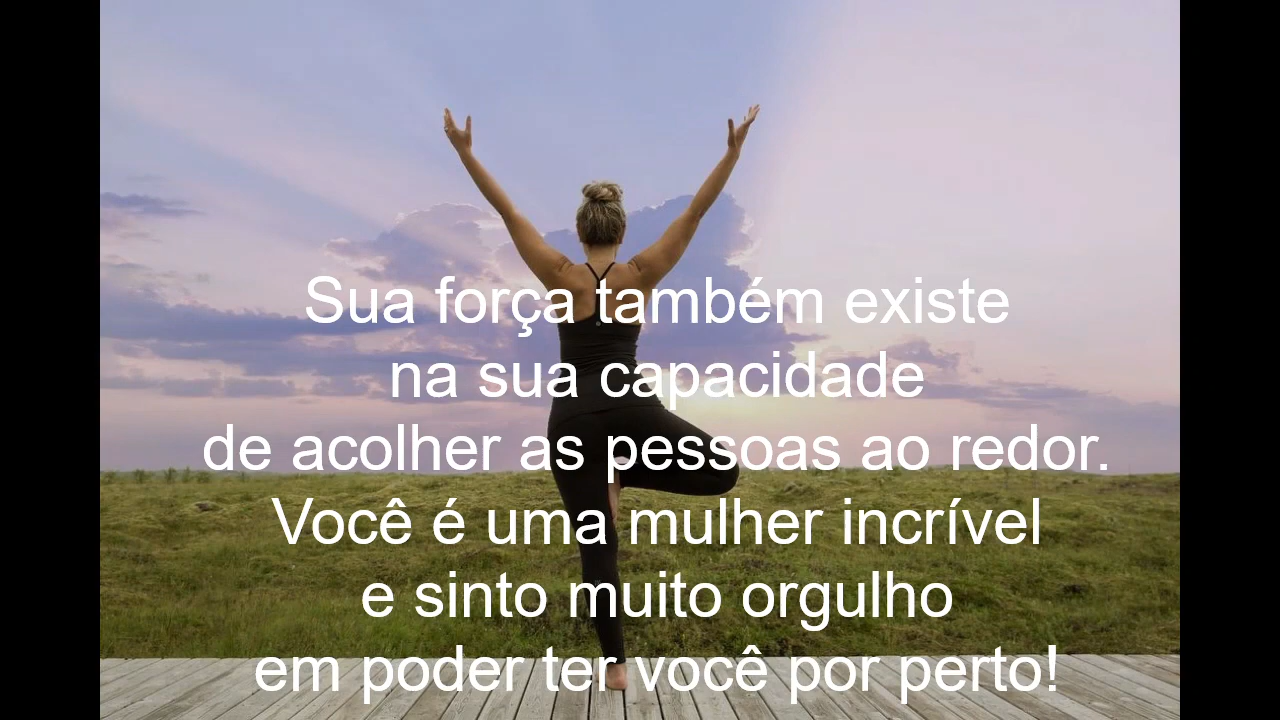 Sua força também existe
na sua capacidade
de acolher as pessoas ao redor.
Você é uma mulher incrível
e sinto muito orgulho
em poder ter você por perto!